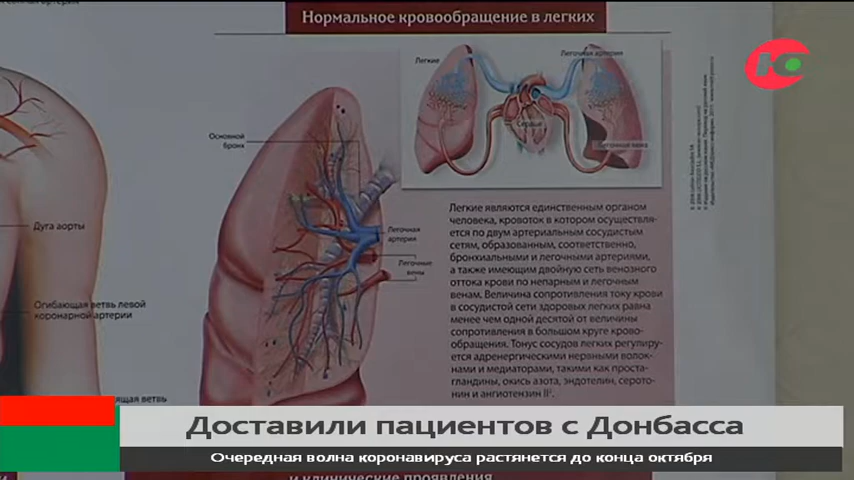 Нормальное кровообращение в легких
Легкие
Легочная артерия
Сердце
Легочная вена
Основной
бронх
Легочная
артерия
Легочные
вены
Дуга аорты
Огибающая ветвь левой
коронарной артерии
ящая ветвь
Легкие являются единственным органом
человека, кровоток в котором осуществля-
ется по двум артериальным сосудистым
сетям, образованным, соответственно,
бронхиальными и легочными артериями,
а также имеющим двойную сеть венозного
оттока крови по непарным и легочным
венам. Величина сопротивления току крови
в сосудистой сети здоровых легких равна
менее чем одной десятой от величины
сопротивления в большом круге крово-
обращения. Тонус сосудов легких регулиру-
ется адренергическими нервными волок-
нами и медиаторами, такими как проста-
гландины, окись азота, эндотелин, серото-
нин и ангиотензин II
Ю
Доставили пациентов с Донбасса
Очередная волна коронавируса растянется до конца октября
и клинические проявления